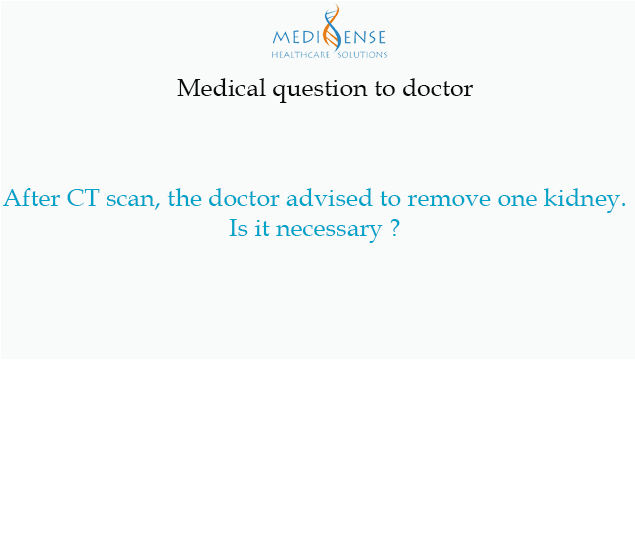 MEDISENSE
HEALTHCARE SOLUTIONS
Medical question to doctor
After CT scan, the doctor advised to remove one kidney.
Is it necessary ?